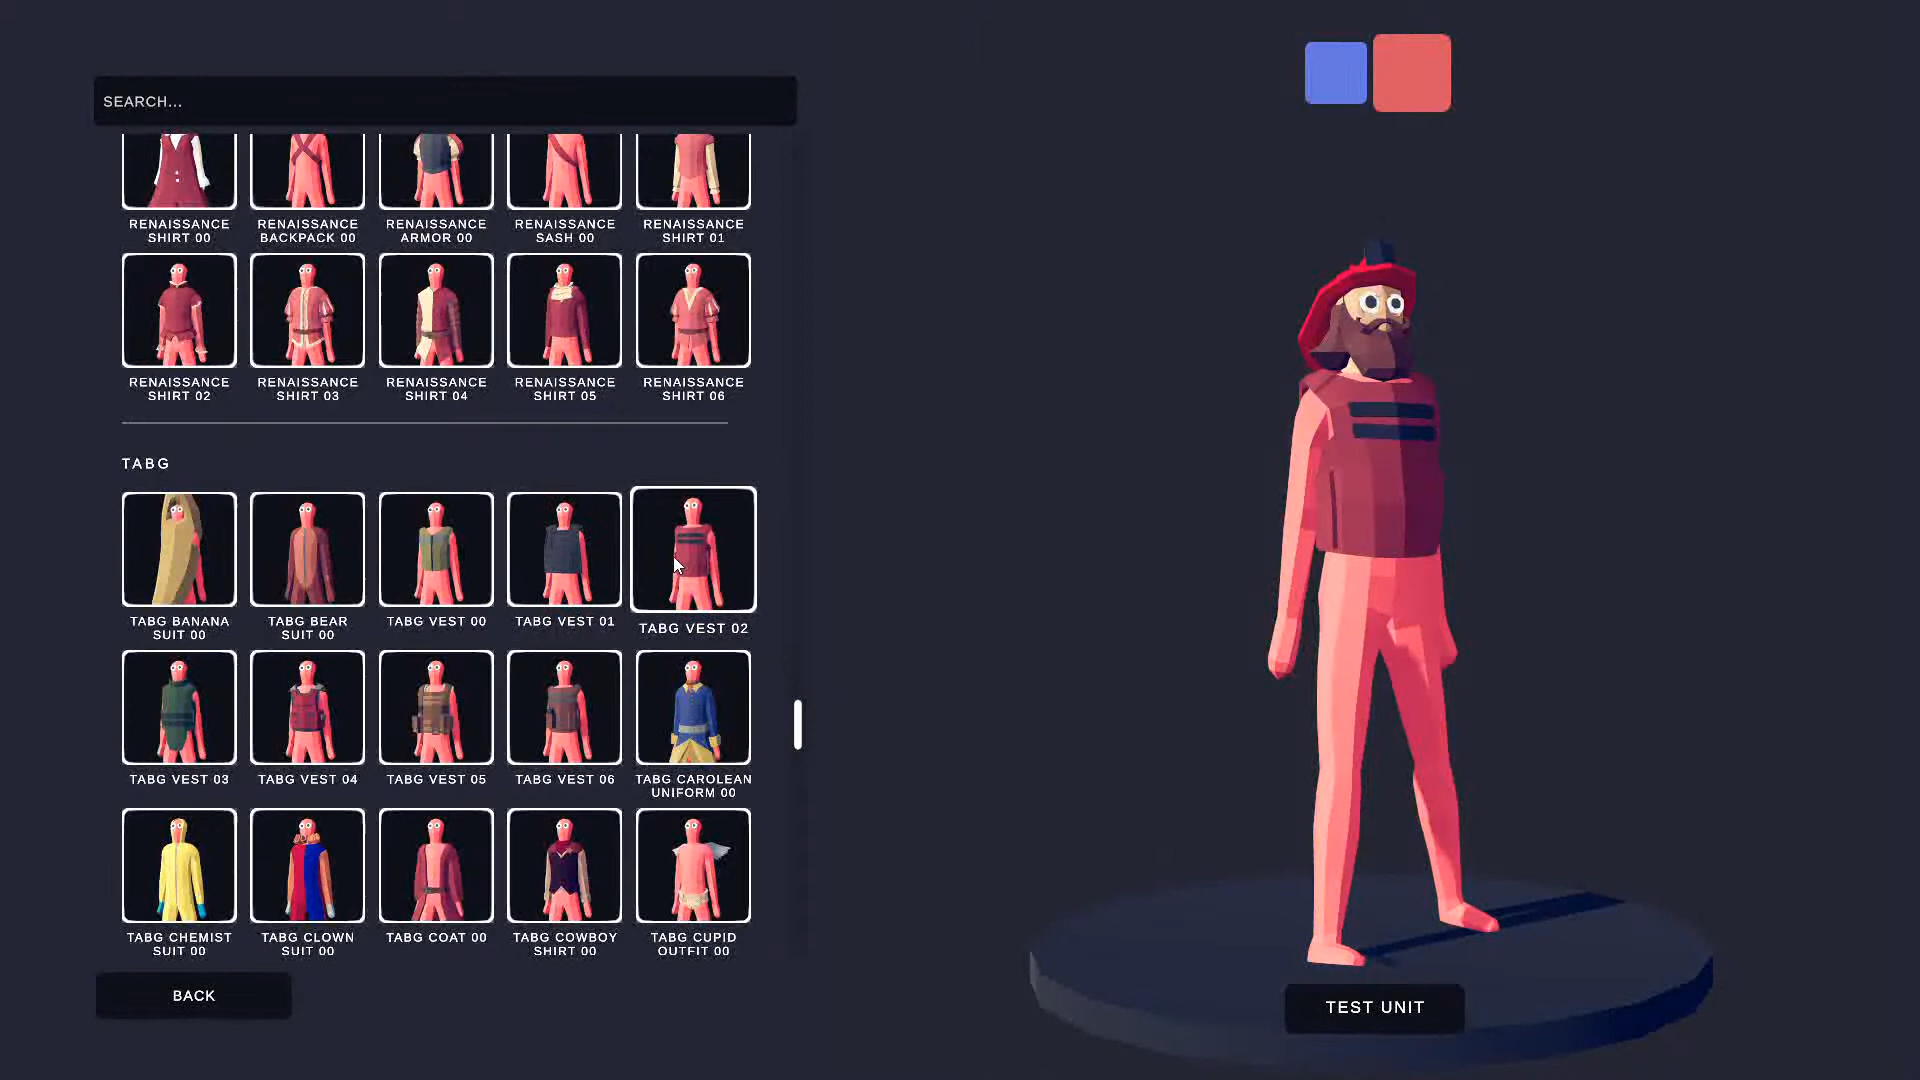 SEARCH...
RENAISSANCE SHIRT 00
RENAISSANCE BACKPACK 00
RENAISSANCE ARMOR 00
RENAISSANCE SASH 00
RENAISSANCE SHIRT 01
RENAISSANCE SHIRT 02
RENAISSANCE SHIRT 03
RENAISSANCE SHIRT 04
RENAISSANCE SHIRT 05
RENAISSANCE SHIRT 06
TABG
TABG BANANA SUIT 00
TABG BEAR SUIT 00
TABG VEST 00
TABG VEST 01
TABG VEST 02
TABG VEST 03
TABG VEST 04
TABG VEST 05
TABG VEST 06
TABG CAROLEAN UNIFORM 00
TABG CHEMIST SUIT 00
TABG CLOWN SUIT 00
TABG COAT 00
TABG COWBOY SHIRT 00
TABG CUPID OUTFIT 00
BACK
TEST UNIT